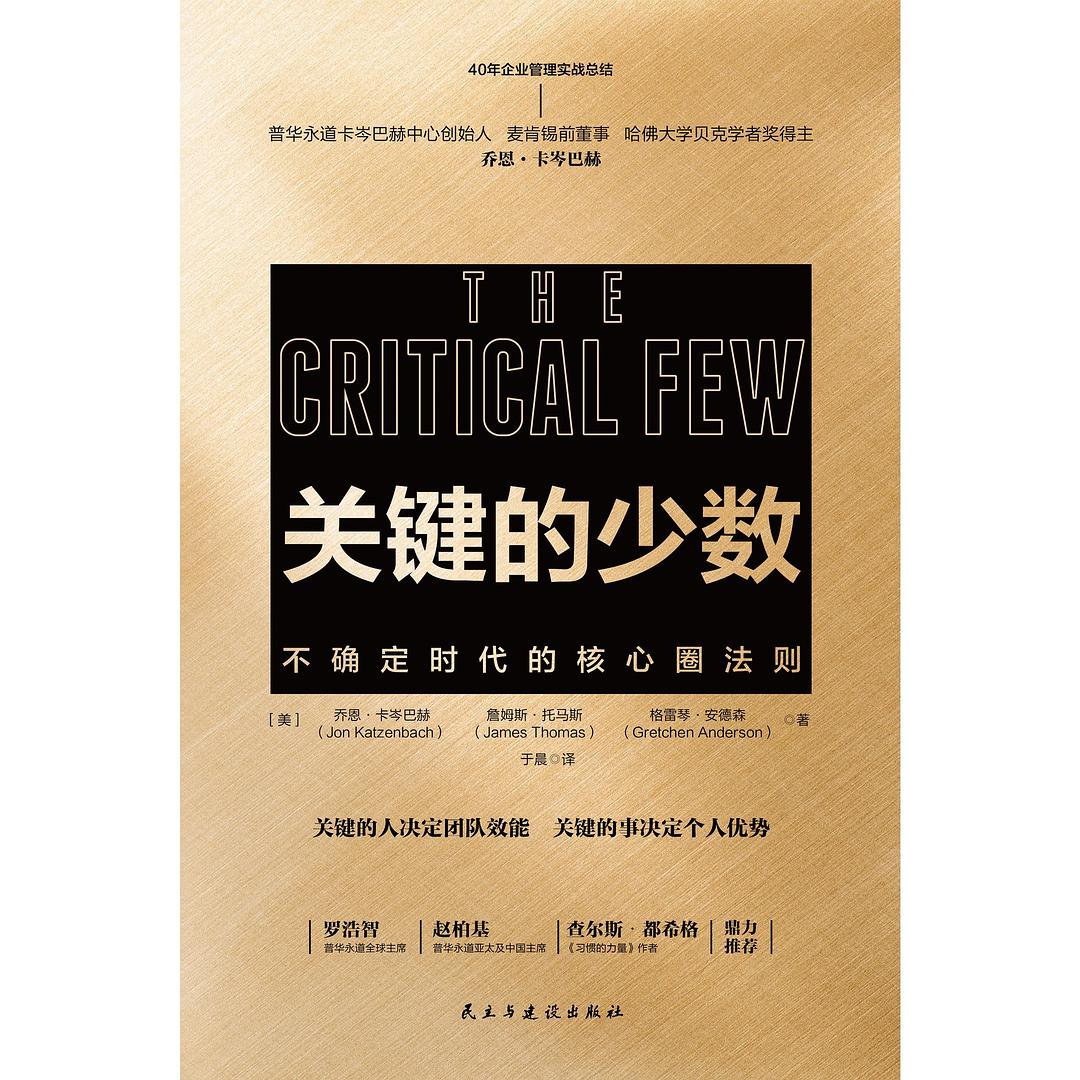 40年企业管理实战总结
普华永道卡岑巴赫中心创始人 麦肯锡前董事 哈佛大学贝克学者奖得主
乔恩·卡岑巴赫
THE
CRITICAL FEW
关键的少数
不确定时代的核心圈法则
[美] 乔恩·卡岑巴赫 詹姆斯·托马斯 格雷琴·安德森 ◎著
(Jon Katzenbach) (James Thomas) (Gretchen Anderson)
于晨◎译
关键的人决定团队效能 关键的事决定个人优势
罗浩智 赵柏基 查尔斯·都希格 鼎力
普华永道全球主席 普华永道亚太及中国主席 《习惯的力量》作者 推荐
民主与建设出版社